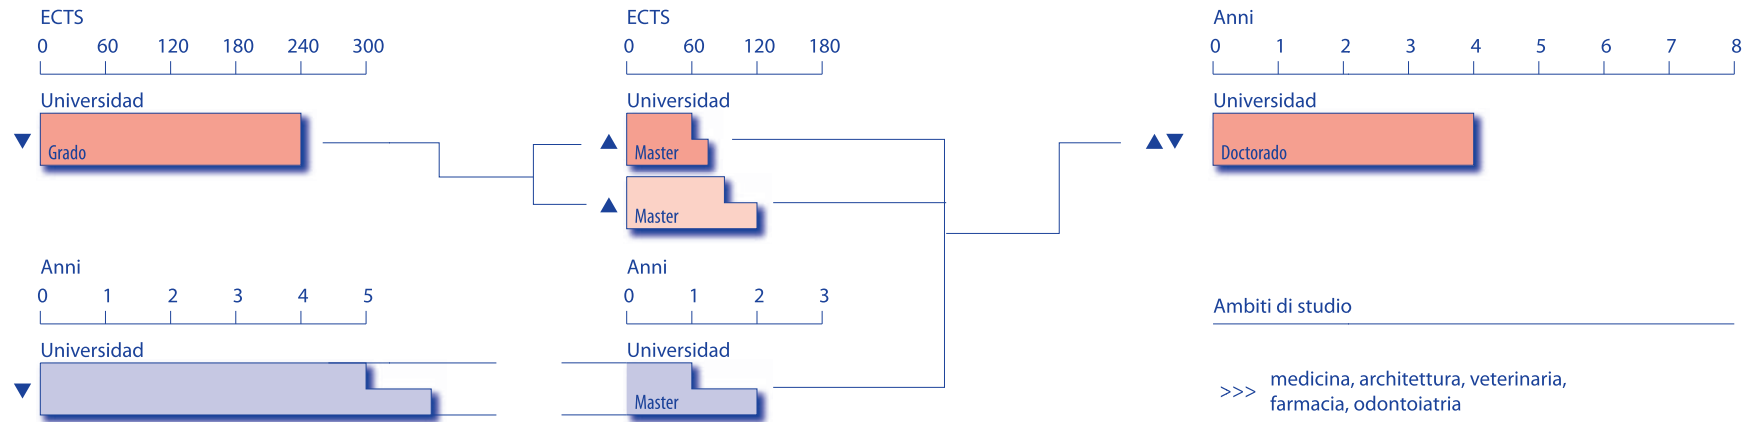 ECTS
0 60 120 180 240 300
Universidad
Grado
ECTS
0 60 120 180
Universidad
Master
Master
Anni
0 1 2 3 4 5 6 7 8
Universidad
Doctorado
Anni
0 1 2 3 4 5
Universidad
Anni
0 1 2 3
Universidad
Master
Ambiti di studio
>>> medicina, architettura, veterinaria,
farmacia, odontoiatria